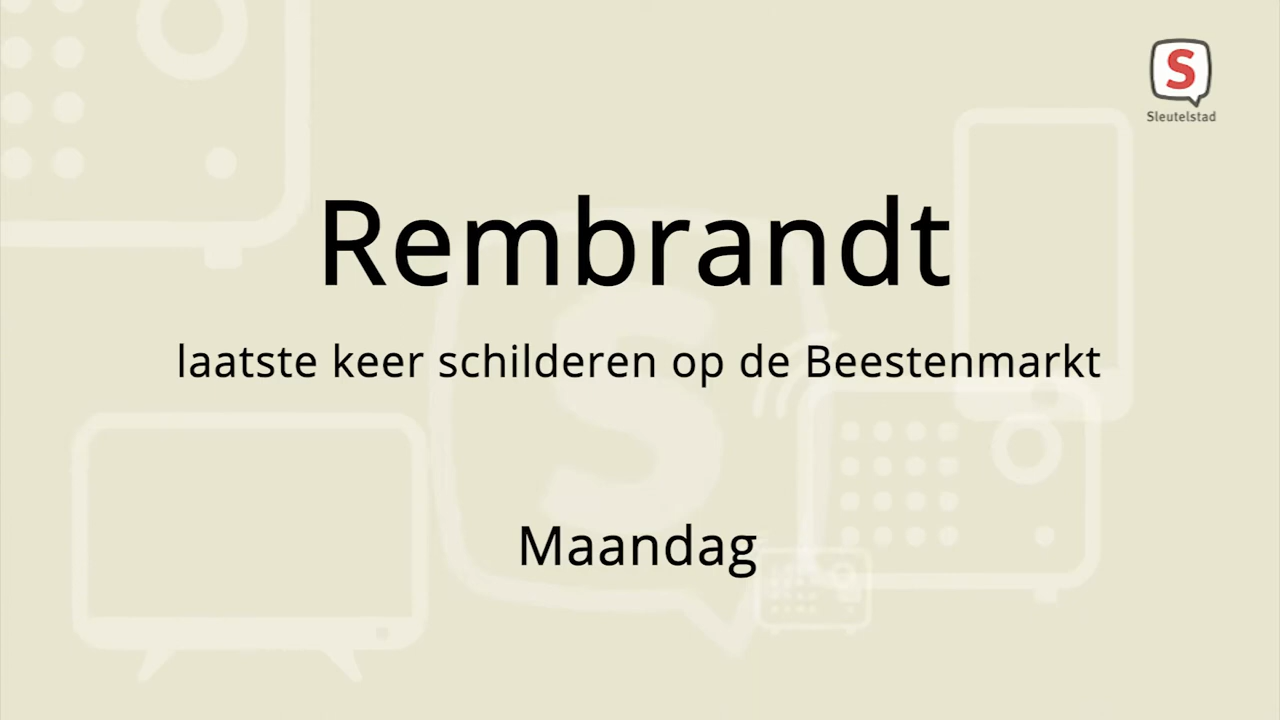 S
Sleutelstad
Rembrandt
laatste keer schilderen op de Beestenmarkt
Maandag